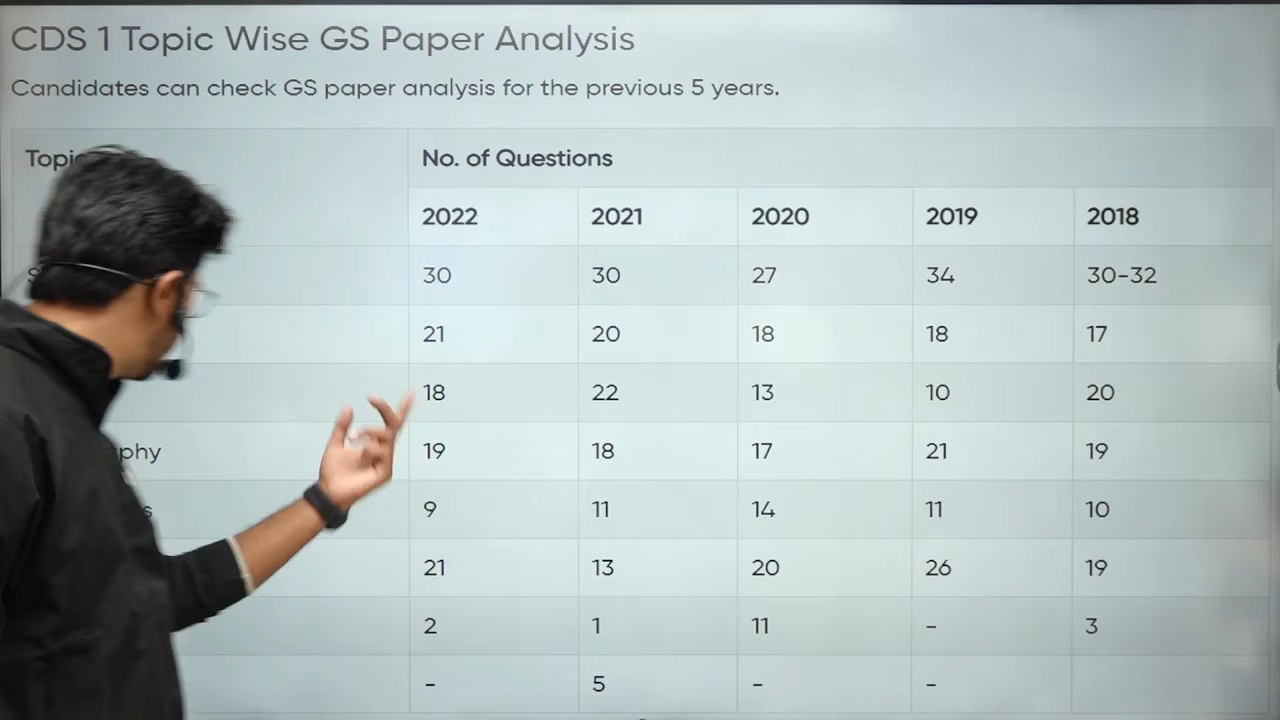 CDS 1 Topic Wise GS Paper Analysis
Candidates can check GS paper analysis for the previous 5 years.
No. of Questions
2022 2021 2020 2019 2018
30 30 27 34 30-32
21 20 18 18 17
18 22 13 10 20
phy 19 18 17 21 19
s 9 11 14 11 10
21 13 20 26 19
2 1 11 - 3
- 5 - -